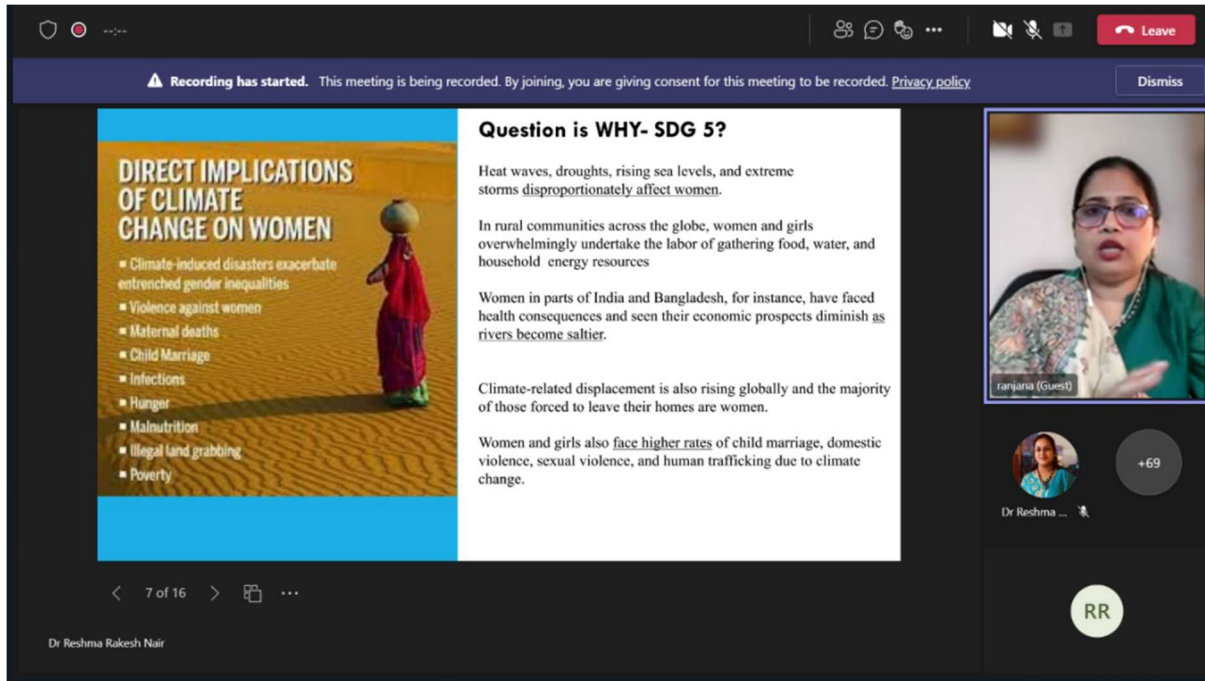 --:--
Leave
Recording has started. This meeting is being recorded. By joining, you are giving consent for this meeting to be recorded. Privacy policy
Dismiss
DIRECT IMPLICATIONS
OF CLIMATE
CHANGE ON WOMEN
▪ Climate-induced disasters exacerbate
entrenched gender inequalities
▪ Violence against women
▪ Maternal deaths
▪ Child Marriage
▪ Infections
▪ Hunger
▪ Malnutrition
▪ Illegal land grabbing
▪ Poverty
Question is WHY- SDG 5?
Heat waves, droughts, rising sea levels, and extreme
storms disproportionately affect women.
In rural communities across the globe, women and girls
overwhelmingly undertake the labor of gathering food, water, and
household energy resources
Women in parts of India and Bangladesh, for instance, have faced
health consequences and seen their economic prospects diminish as
rivers become saltier.
Climate-related displacement is also rising globally and the majority
of those forced to leave their homes are women.
Women and girls also face higher rates of child marriage, domestic
violence, sexual violence, and human trafficking due to climate
change.
ranjana (Guest)
Dr Reshma ...
+69
RR
7 of 16
Dr Reshma Rakesh Nair